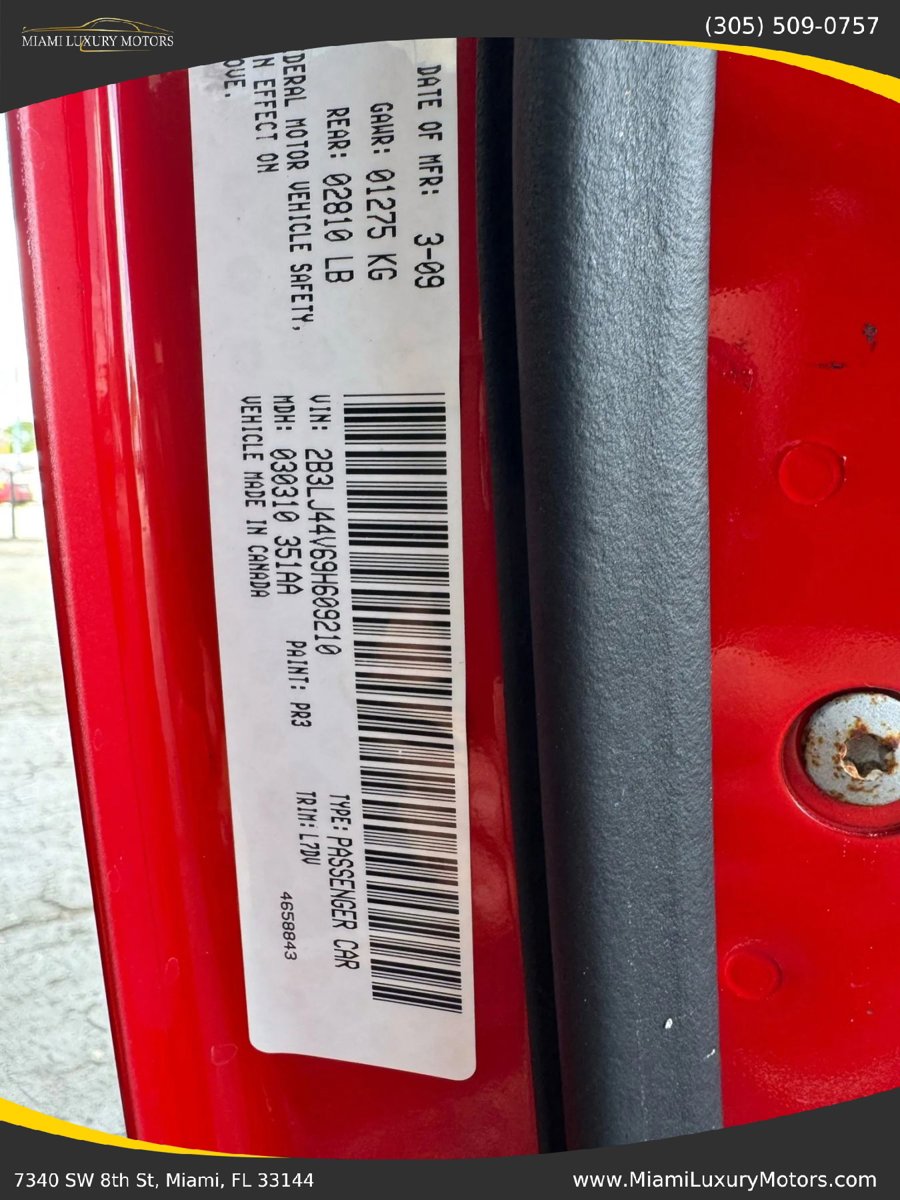 MIAMI LUXURY MOTORS
(305) 509-0757
DATE OF MFR: 3-09
GAWR: 01275 KG
REAR: 02810 LB
DERAL MOTOR VEHICLE SAFETY,
N EFFECT ON
OVE.
VIN: 2B3LJ44V69H609210
TYPE: PASSENGER CAR
MDH: 030310 351AA
PAINT: PR3
TRIM: L7DV
VEHICLE MADE IN CANADA
4658843
7340 SW 8th St, Miami, FL 33144
www.MiamiLuxuryMotors.com